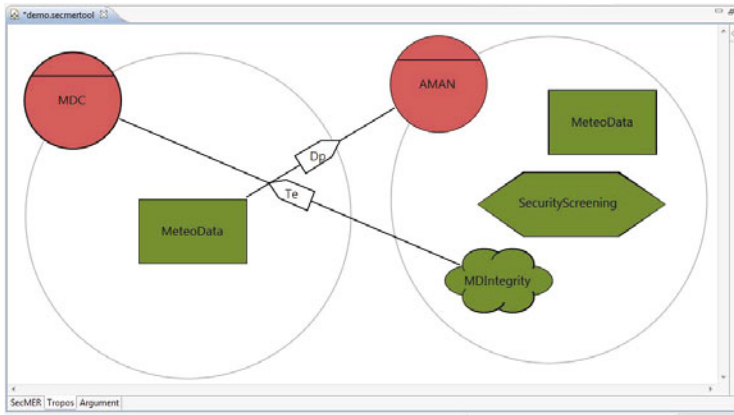 *demo.secmertool
MDC
AMAN
MeteoData
Dp
SecurityScreening
Te
MeteoData
MDIntegrity
SecMER Tropos Argument